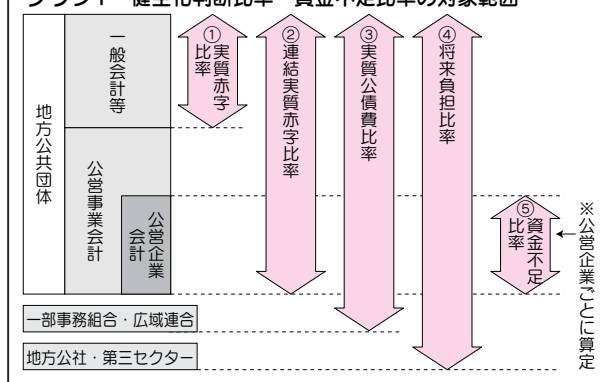 健全化判断比率・資金不足比率の対象範囲
地方公共団体
一般会計等
公営事業会計
公営企業
会計
①実質赤字
比率
②連結実質赤字比率
③実質公債費比率
④将来負担比率
⑤資金不足
比率
※公営企業ごとに算定
一部事務組合・広域連合
地方公社・第三セクター